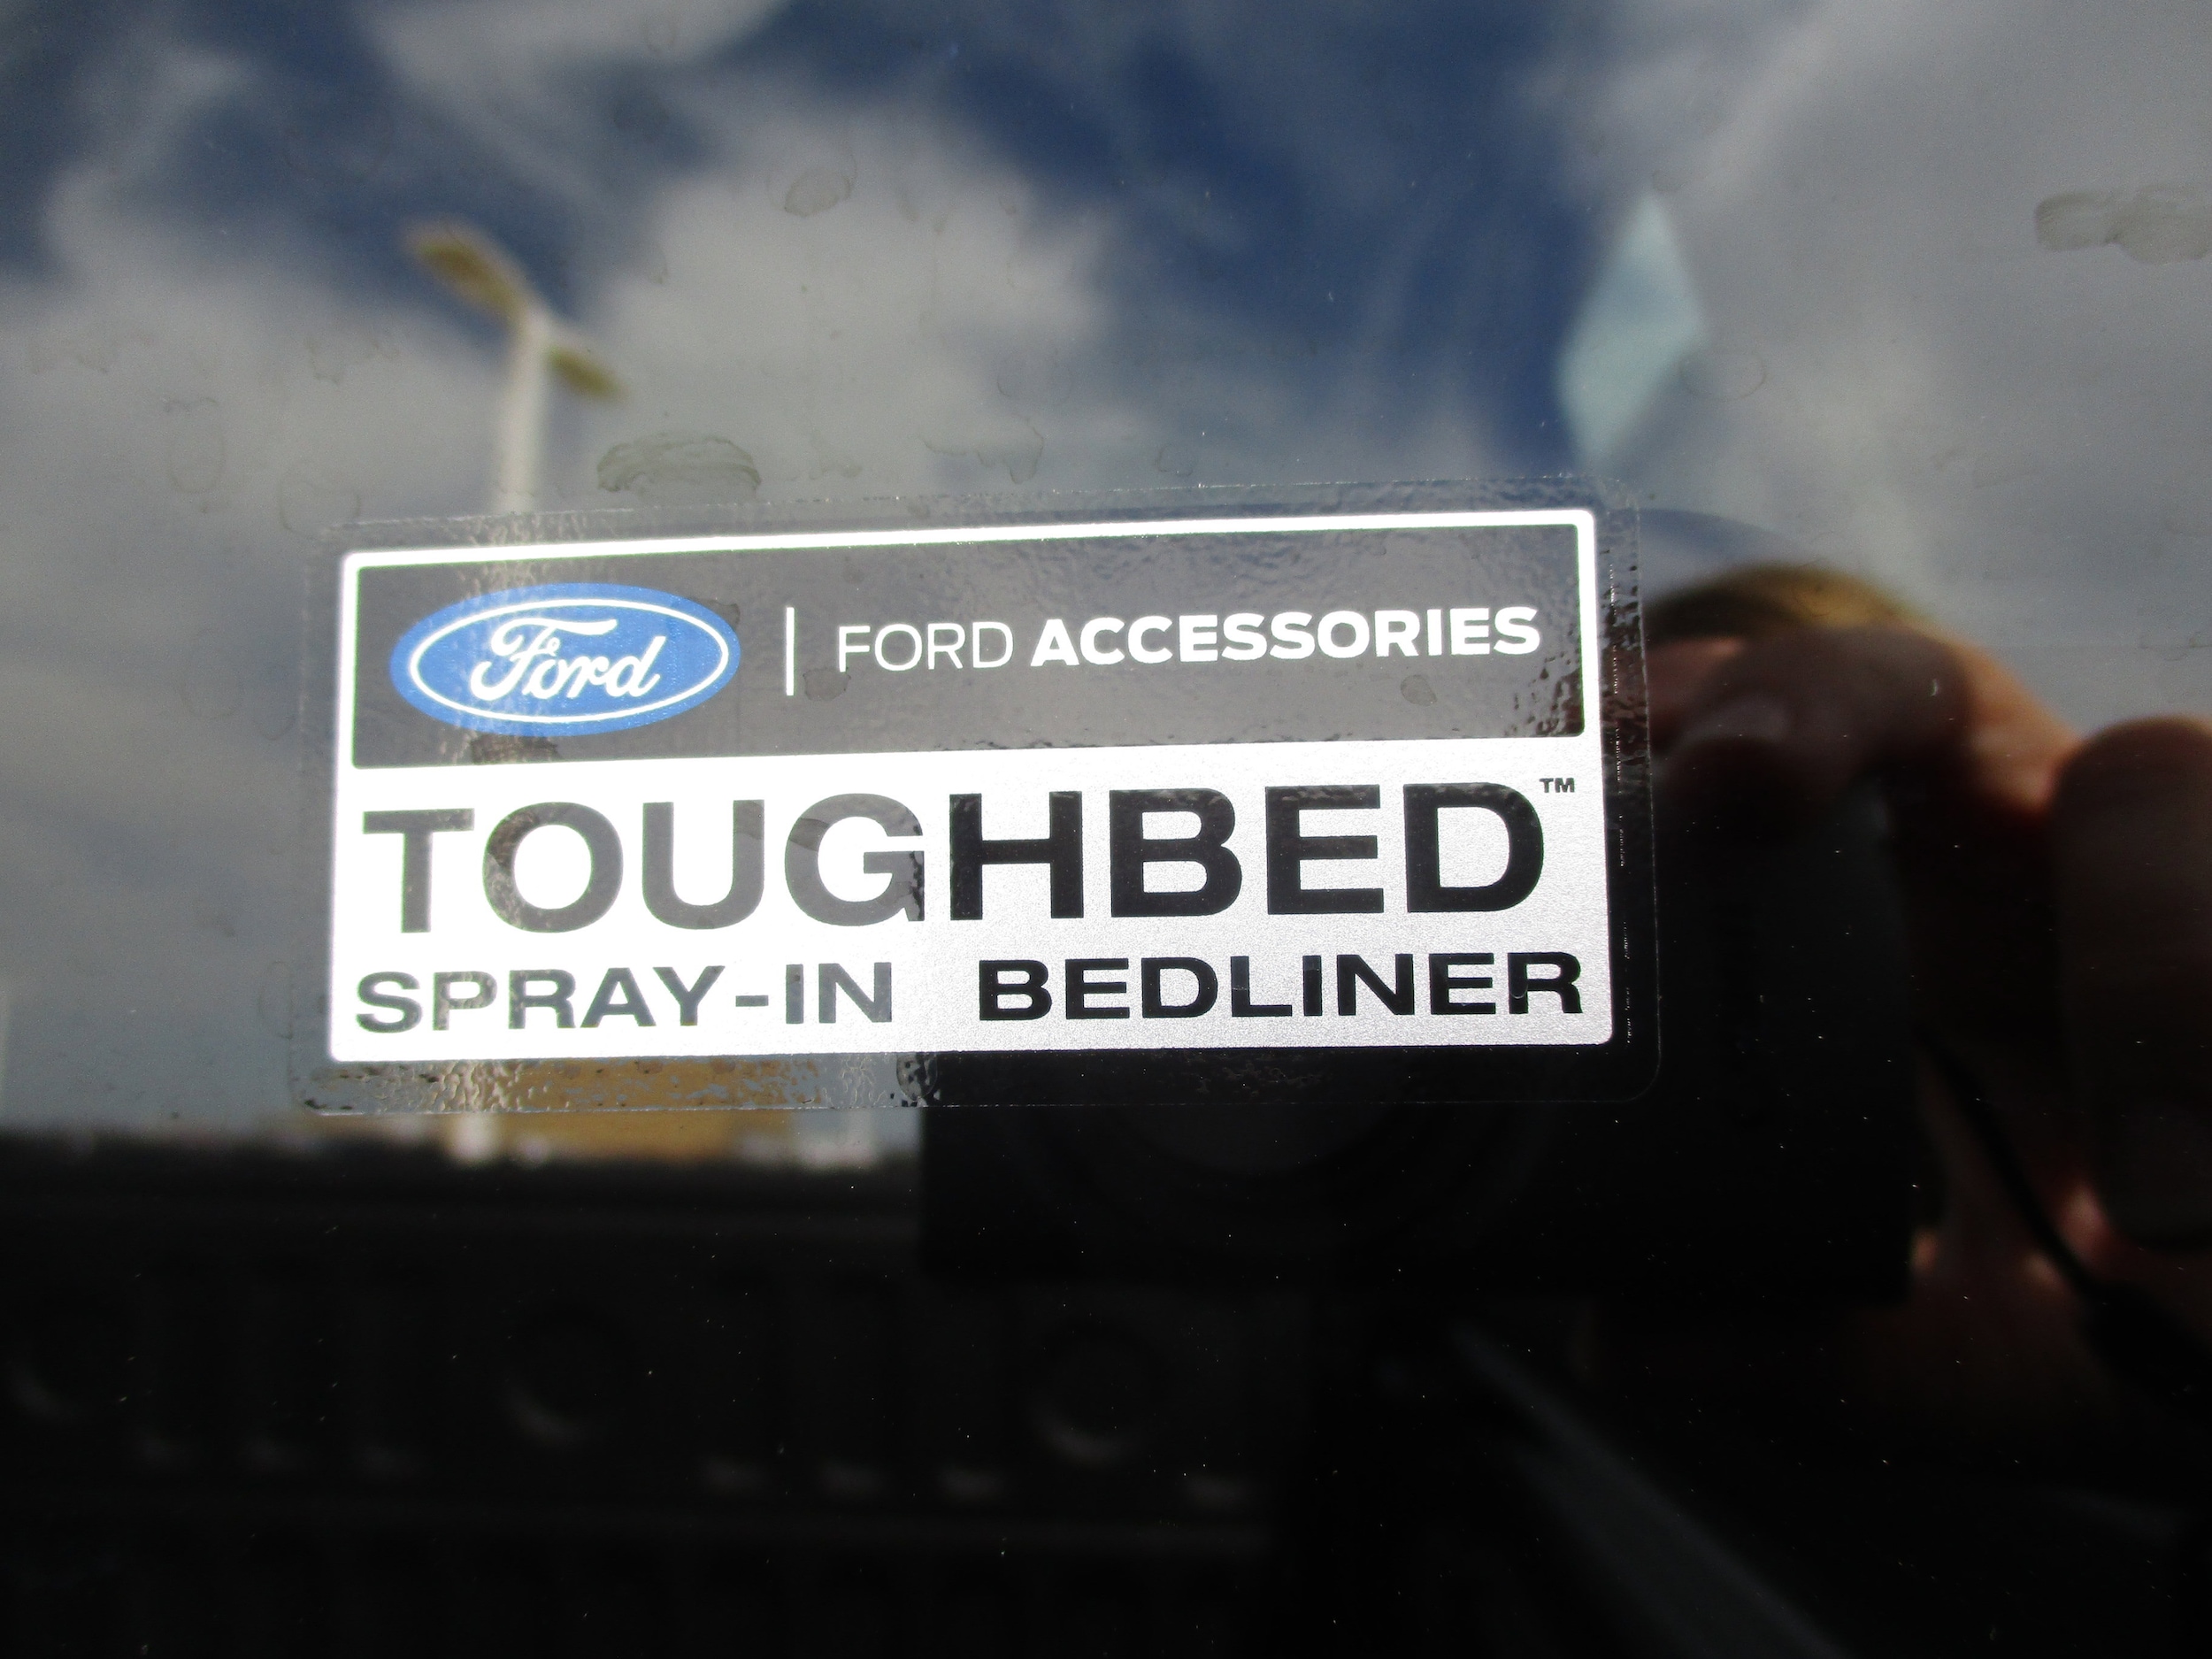 Ford | FORD ACCESSORIES
TOUGHBED™
SPRAY-IN BEDLINER